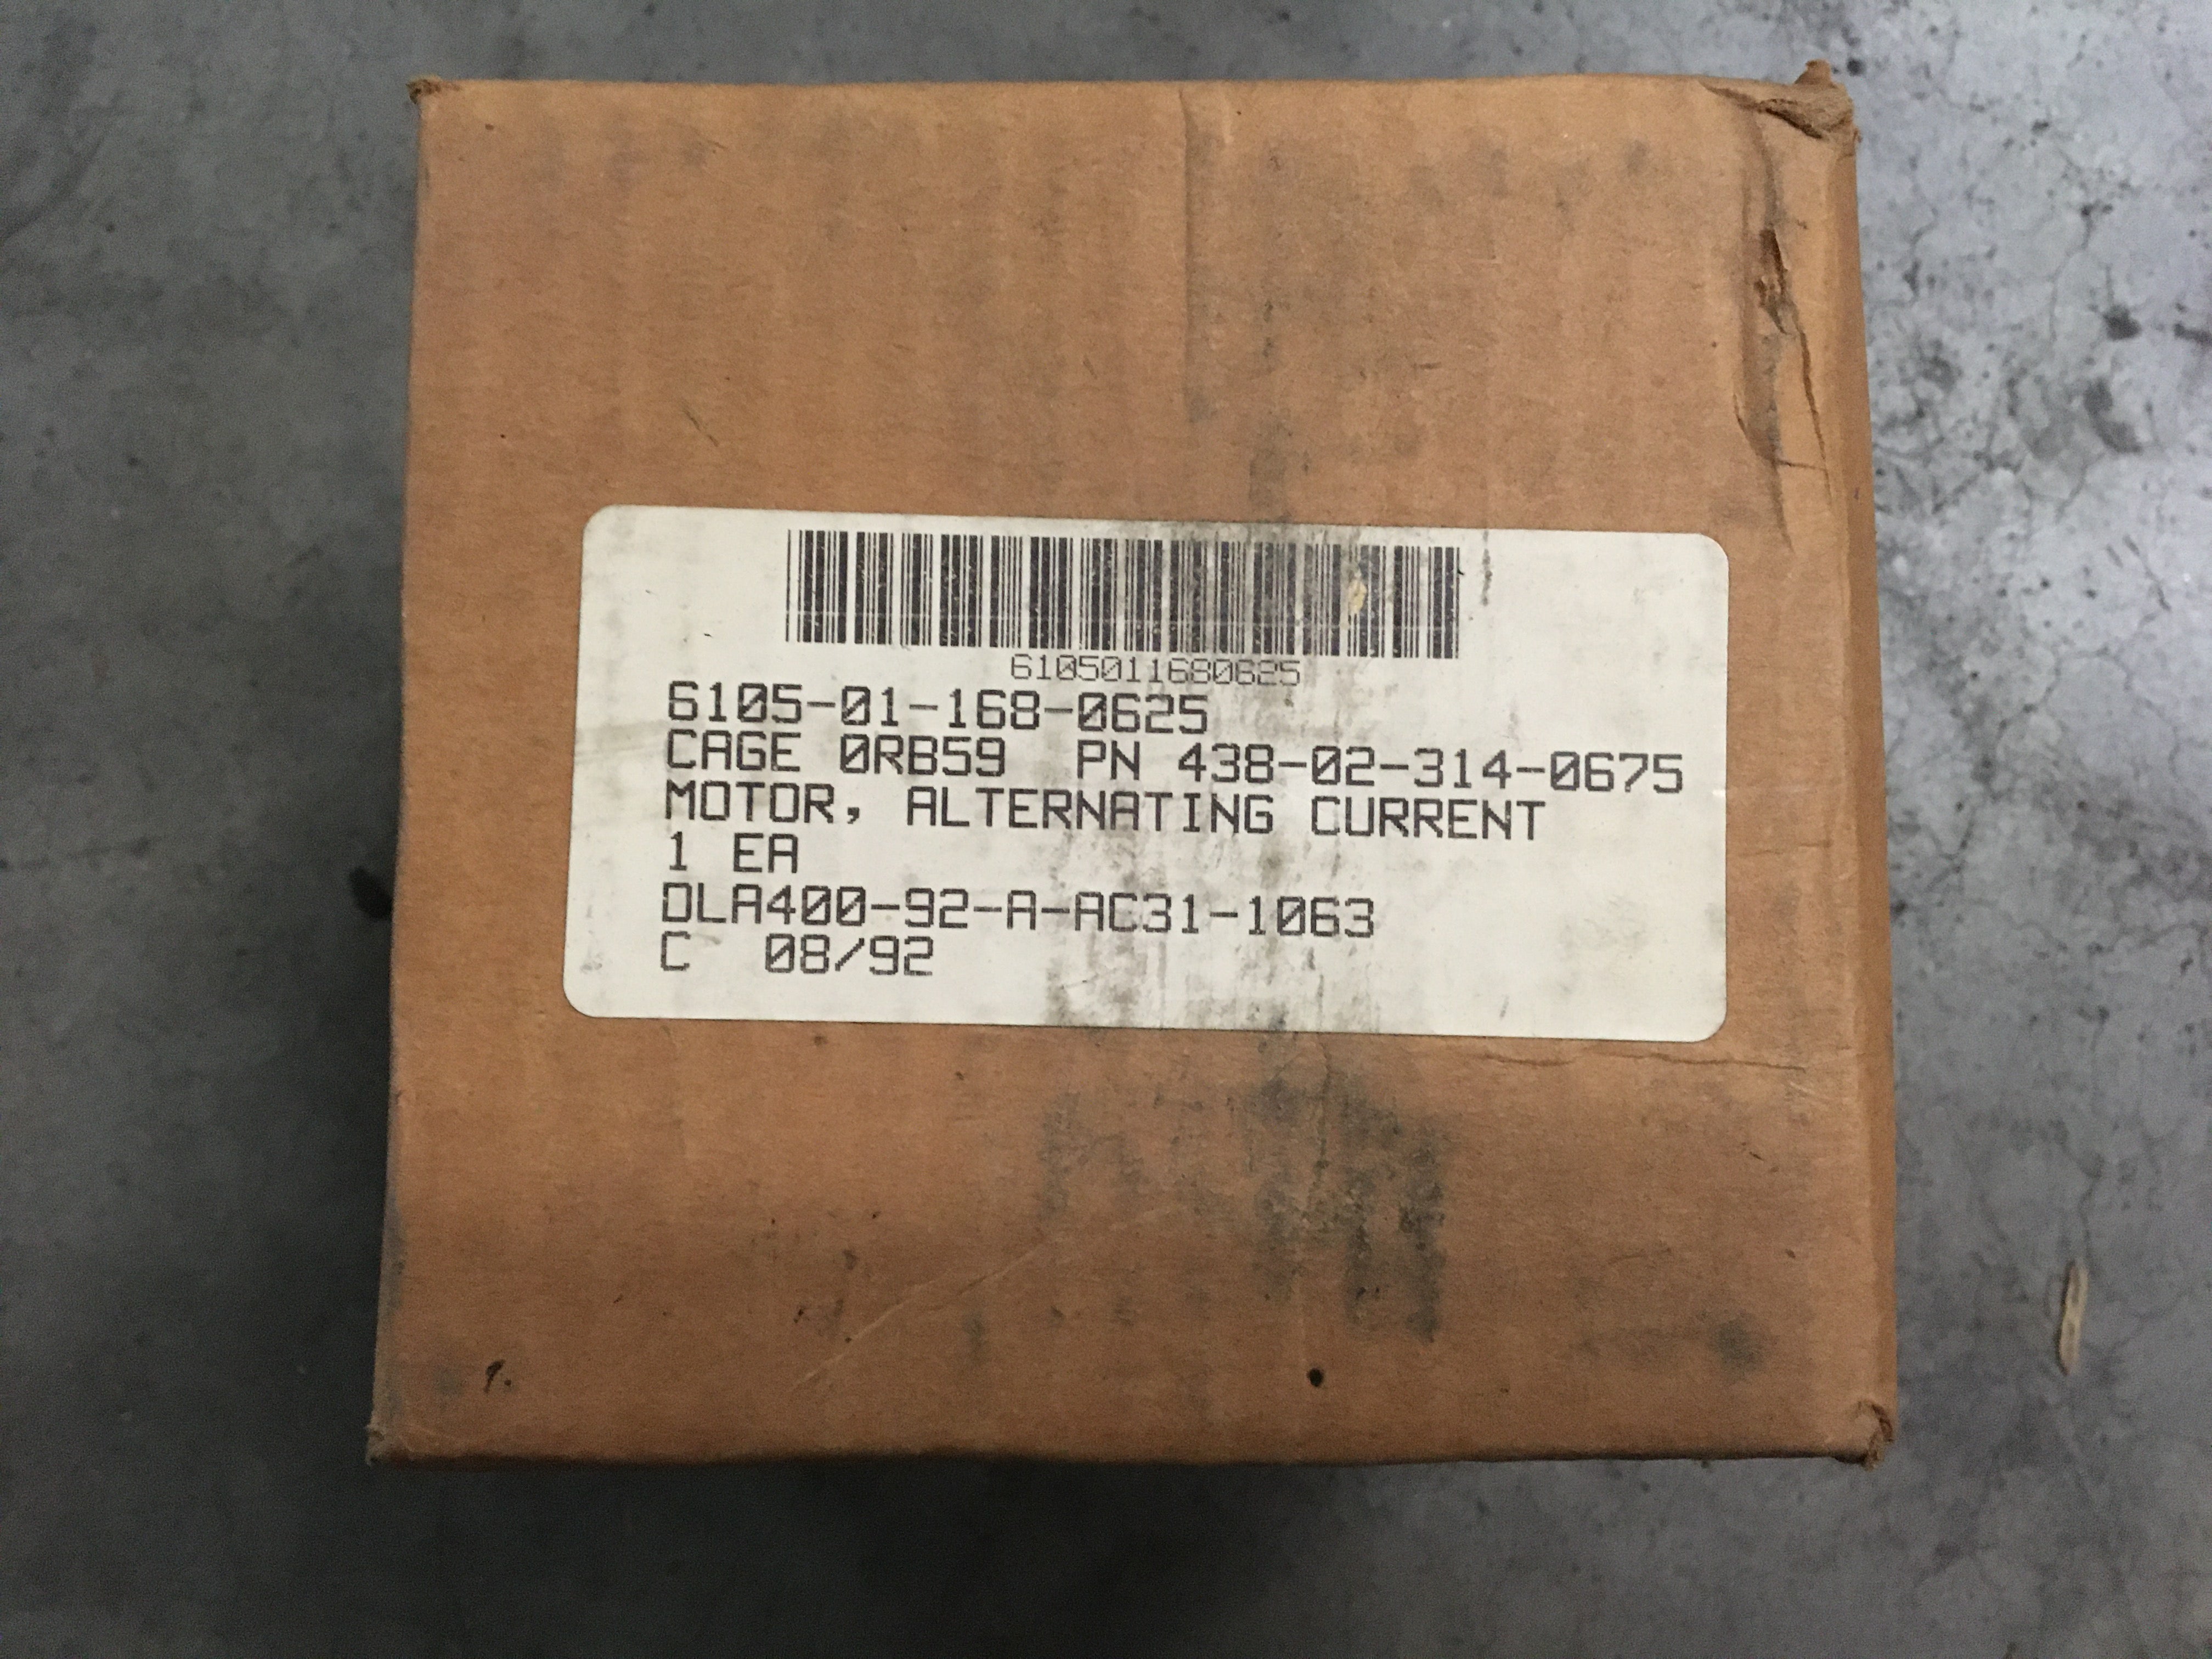 6105011680625
6105-01-168-0625
CAGE 0RB59 PN 438-02-314-0675
MOTOR, ALTERNATING CURRENT
1 EA
DLA400-92-A-AC31-1063
C 08/92